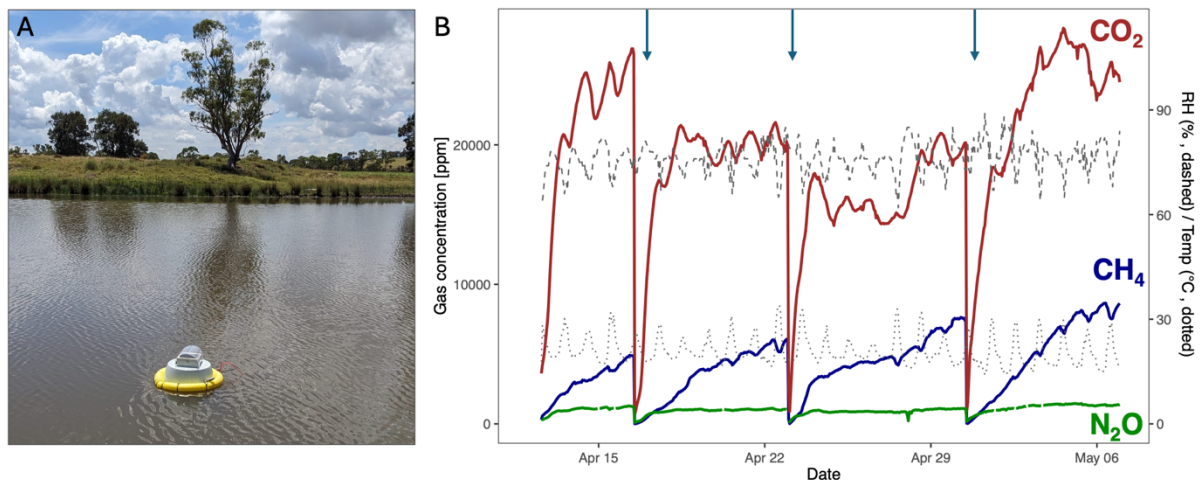 A
B
CO₂
CH₄
N₂O
Gas concentration [ppm]
20000
10000
0
RH (% , dashed) / Temp (°C , dotted)
90
60
30
0
Apr 15
Apr 22
Apr 29
May 06
Date